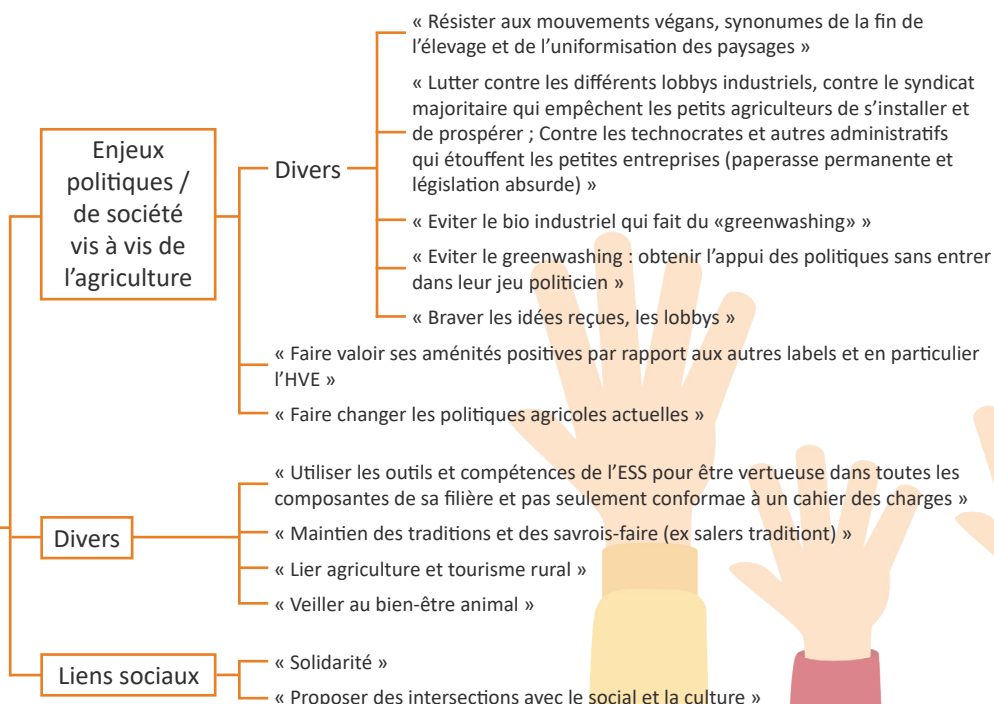 « Résister aux mouvements végans, synonumes de la fin de
l’élevage et de l’uniformisation des paysages »
« Lutter contre les différents lobbys industriels, contre le syndicat
majoritaire qui empêchent les petits agriculteurs de s’installer et
de prospérer ; Contre les technocrates et autres administratifs
qui étouffent les petites entreprises (paperasse permanente et
législation absurde) »
Enjeux
politiques /
de société
vis à vis de
l’agriculture
Divers
« Eviter le bio industriel qui fait du «greenwashing» »
« Eviter le greenwashing : obtenir l’appui des politiques sans entrer
dans leur jeu politicien »
« Braver les idées reçues, les lobbys »
« Faire valoir ses aménités positives par rapport aux autres labels et en particulier
l’HVE »
« Faire changer les politiques agricoles actuelles »
Divers
« Utiliser les outils et compétences de l’ESS pour être vertueuse dans toutes les
composantes de sa filière et pas seulement conformae à un cahier des charges »
« Maintien des traditions et des savrois-faire (ex salers traditiont) »
« Lier agriculture et tourisme rural »
« Veiller au bien-être animal »
Liens sociaux
« Solidarité »
« Proposer des intersections avec le social et la culture »